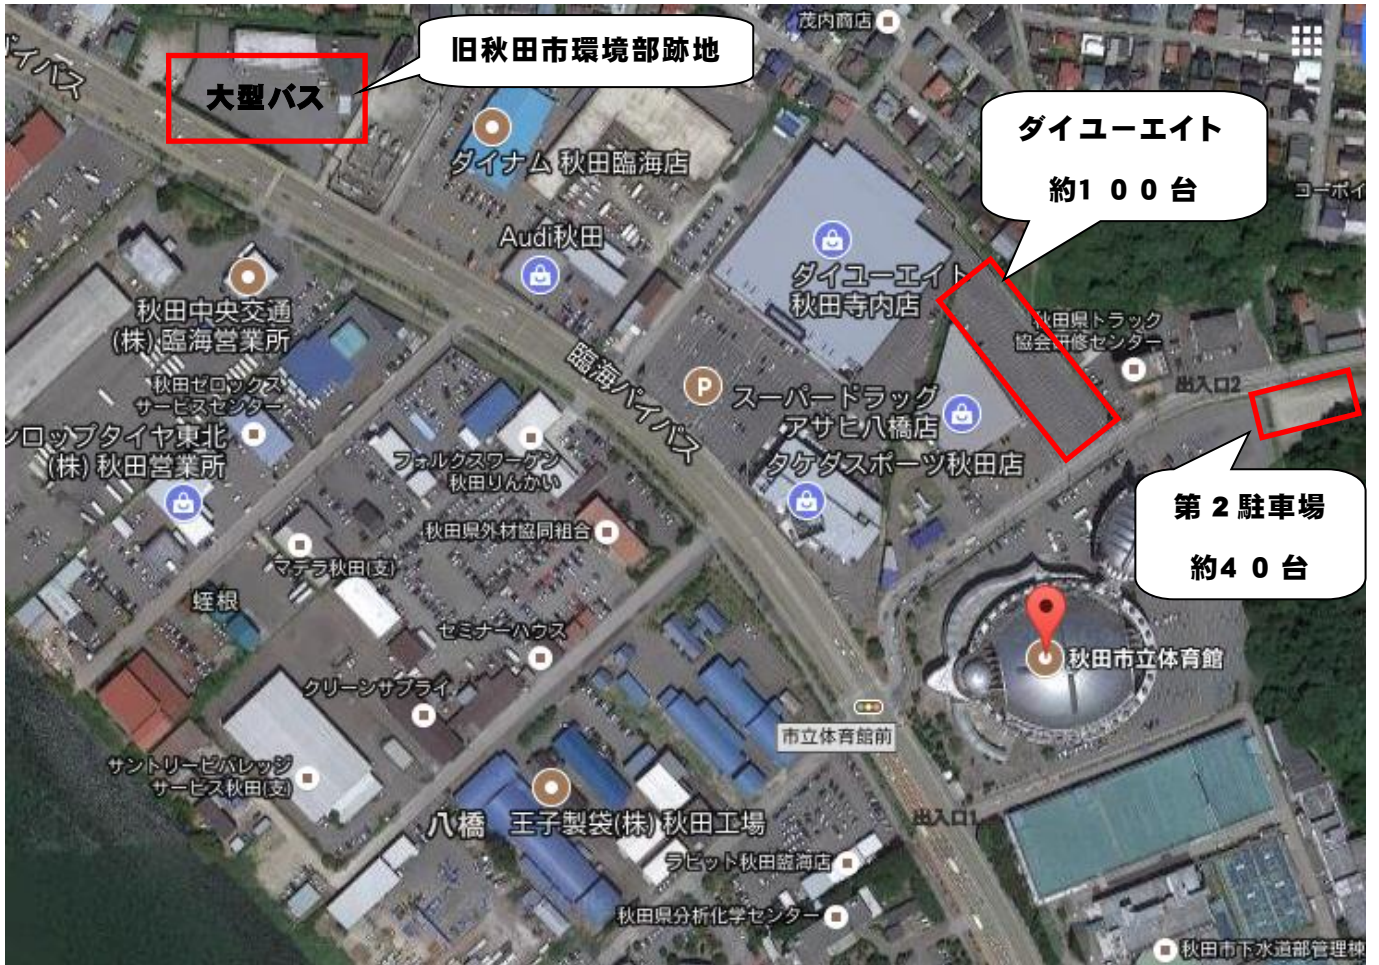 茂内商店
イパス
旧秋田市環境部跡地
大型バス
ダイユーエイト
約100台
ダイナム 秋田臨海店
コーポイ
Audi秋田
ダイユーエイト
秋田寺内店
秋田中央交通
(株) 臨海営業所
秋田県トラック
協会研修センター
臨海バイパス
出入口2
秋田ゼロックス
サービスセンター
P
スーパードラッグ
アサヒ八橋店
ンロップタイヤ東北
(株) 秋田営業所
フォルクスワーゲン
秋田りんかい
タケダスポーツ秋田店
第2駐車場
約40台
秋田県外材協同組合
マデラ秋田(支)
蛭根
セミナーハウス
秋田市立体育館
クリーンサプライ
市立体育館前
サントリービバレッジ
サービス秋田(支)
八橋
王子製袋(株) 秋田工場
出入口1
ラビット秋田臨海店
秋田県分析化学センター
秋田市下水道部管理棟